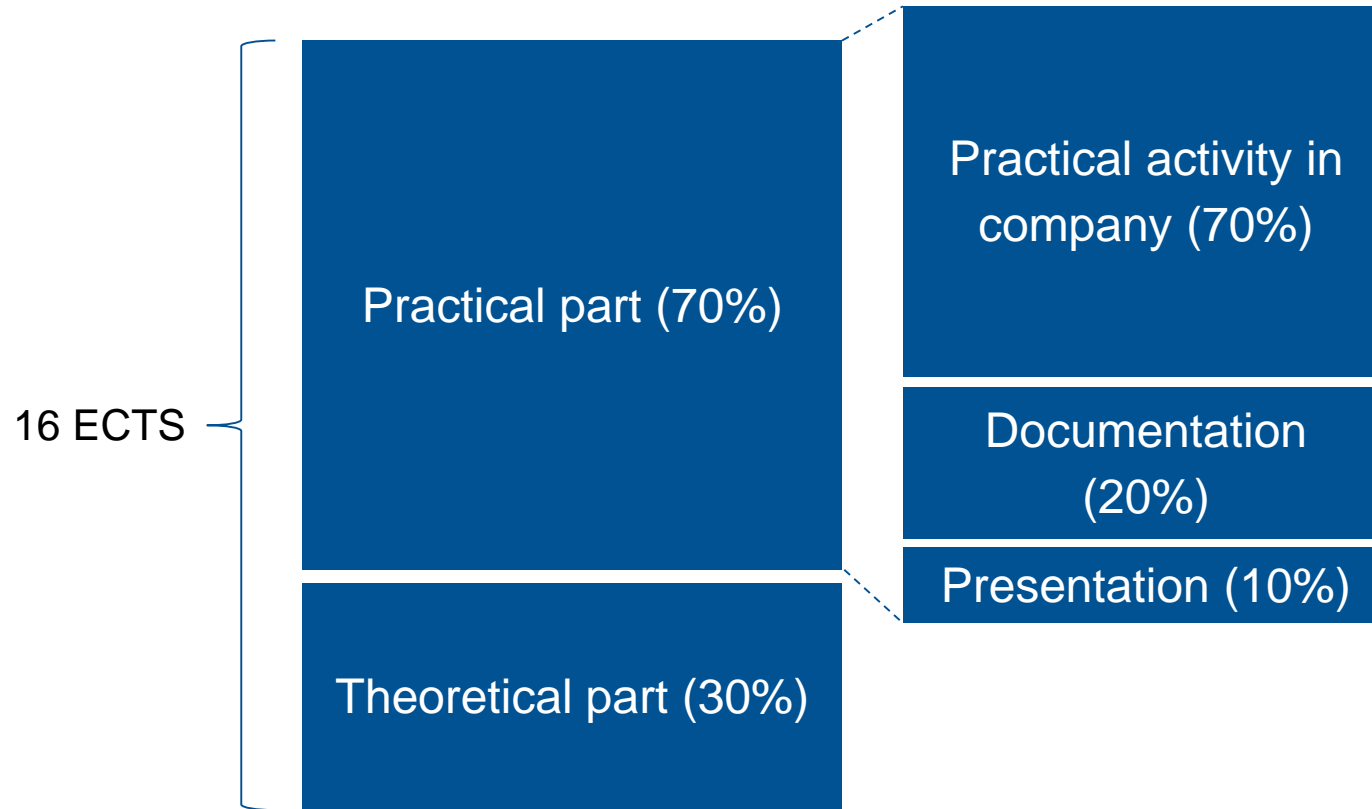 16 ECTS
Practical part (70%)
Theoretical part (30%)
Practical activity in
company (70%)
Documentation
(20%)
Presentation (10%)